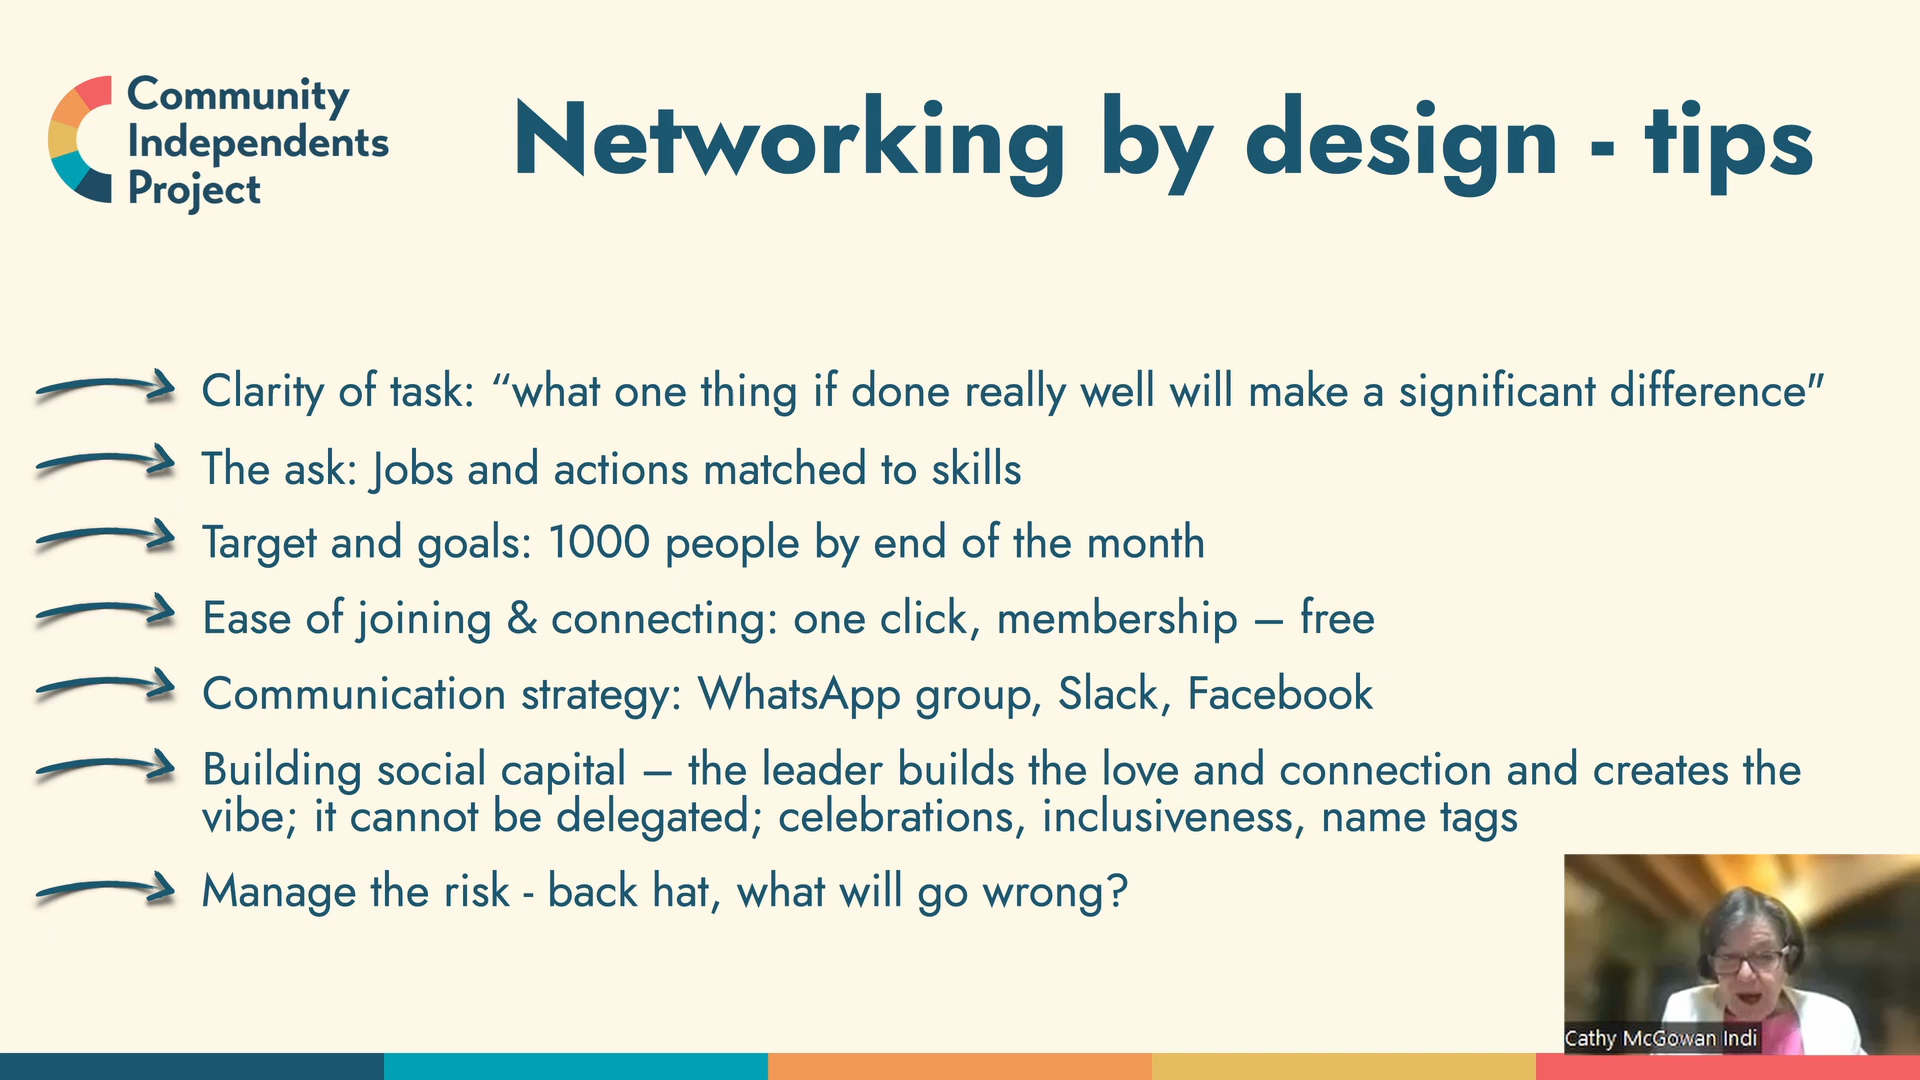 Community
Independents
Project
Networking by design - tips
Clarity of task: “what one thing if done really well will make a significant difference"
The ask: Jobs and actions matched to skills
Target and goals: 1000 people by end of the month
Ease of joining & connecting: one click, membership – free
Communication strategy: WhatsApp group, Slack, Facebook
Building social capital – the leader builds the love and connection and creates the
vibe; it cannot be delegated; celebrations, inclusiveness, name tags
Manage the risk - back hat, what will go wrong?
Cathy McGowan Indi